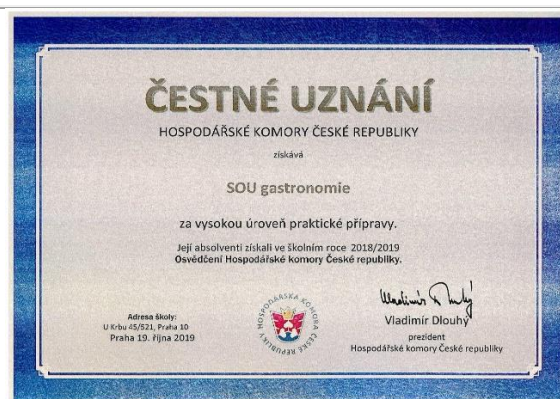 ČESTNÉ UZNÁNÍ
HOSPODÁŘSKÉ KOMORY ČESKÉ REPUBLIKY
získává
SOU gastronomie
za vysokou úroveň praktické přípravy.
Její absolventi získali ve školním roce 2018/2019
Osvědčení Hospodářské komory České republiky.
Adresa školy:
U Krbu 45/521, Praha 10
Praha 19. října 2019
HOSPODÁŘSKÁ KOMORA ČESKÉ REPUBLIKY
Vladimír Dlouhý
prezident
Hospodářské komory České republiky